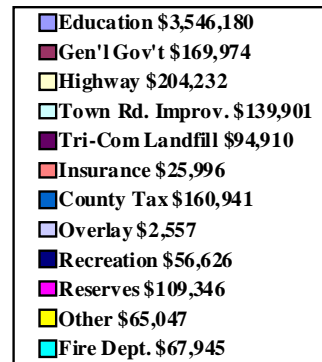 Education $3,546,180
Gen'l Gov't $169,974
Highway $204,232
Town Rd. Improv. $139,901
Tri-Com Landfill $94,910
Insurance $25,996
County Tax $160,941
Overlay $2,557
Recreation $56,626
Reserves $109,346
Other $65,047
Fire Dept. $67,945